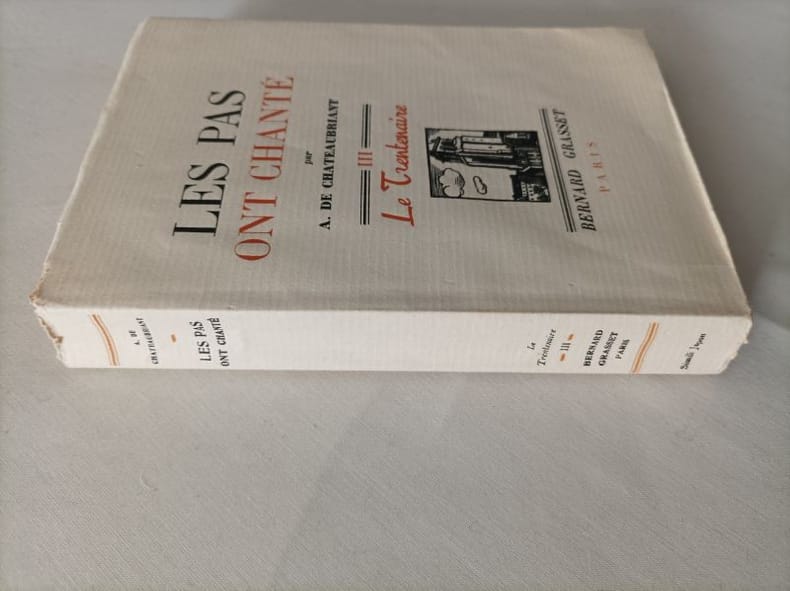 LES PAS
ONT CHANTÉ
par
A. DE CHATEAUBRIANT
III
Le Trentenaire
BERNARD GRASSET
PARIS
A. DE
CHATEAUBRIANT
LES PAS
ONT CHANTÉ
Le
Trentenaire
III
BERNARD
GRASSET
PARIS